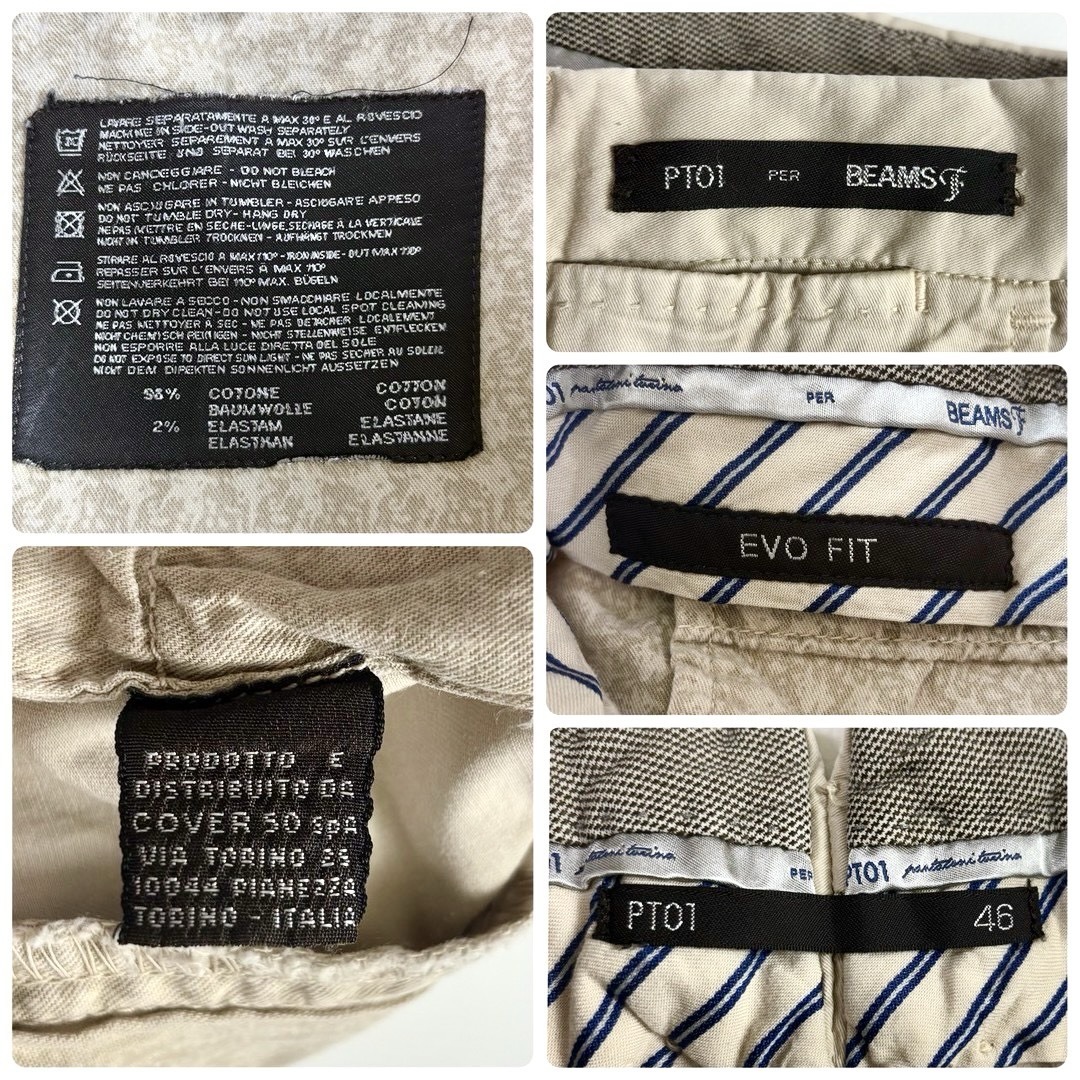 LAVARE SEPARATAMENTE A MAX 30° E AL ROVESCIO
MACHINE IN SIDE-OUT WASH SEPARATELY
NETTOYER SEPAREMENT A MAX 30° SUR L'ENVERS
RÜCKSEITE UND SEPARAT BEI 30° WASCHEN
NON CANDEGGIARE - DO NOT BLEACH
NE PAS CHLORER - NICHT BLEICHEN
NON ASCIUGARE IN TUMBLER - ASCIUGARE APPESO
DO NOT TUMBLE DRY - HANG DRY
NE PAS METTRE EN SECHE-LINGE, SECHAGE À LA VERTICALE
NICHT IN TUMBLER TROCKNEN - AUFHÄNGT TROCKNEN
STIRARE AL ROVESCIO A MAX 110° - IRON INSIDE-OUT MAX 110°
REPASSER SUR L'ENVERS À MAX 110°
SEITENVERKEHRT BEI 110° MAX. BÜGELN
NON LAVARE A SECCO - NON SMACCHIARE LOCALMENTE
DO NOT DRY CLEAN - DO NOT USE LOCAL SPOT CLEANING
NE PAS NETTOYER A SEC - NE PAS DETACHER LOCALEMENT
NICHT CHEMISCH REINIGEN - NICHT STELLENWEISE ENTFLECKEN
NON ESPORRE ALLA LUCE DIRETTA DEL SOLE
DO NOT EXPOSE TO DIRECT SUN LIGHT - NE PAS SECHER AU SOLEIL
NICHT DEM DIREKTEN SONNENLICHT AUSSETZEN
98% COTONE COTTON
BAUMWOLLE COTON
2% ELASTAM ELASTANE
ELASTHAN ELASTHANNE
PRODOTTO E
DISTRIBUITO DA
COVER 50 SPA
VIA TORINO
10044 PIANEZZA
TORINO - ITALIA
PT01 PER BEAMS F
01 pantaloni torino PER BEAMS F
EVO FIT
pantaloni torino PER PT01 pantaloni torino
PT01 46